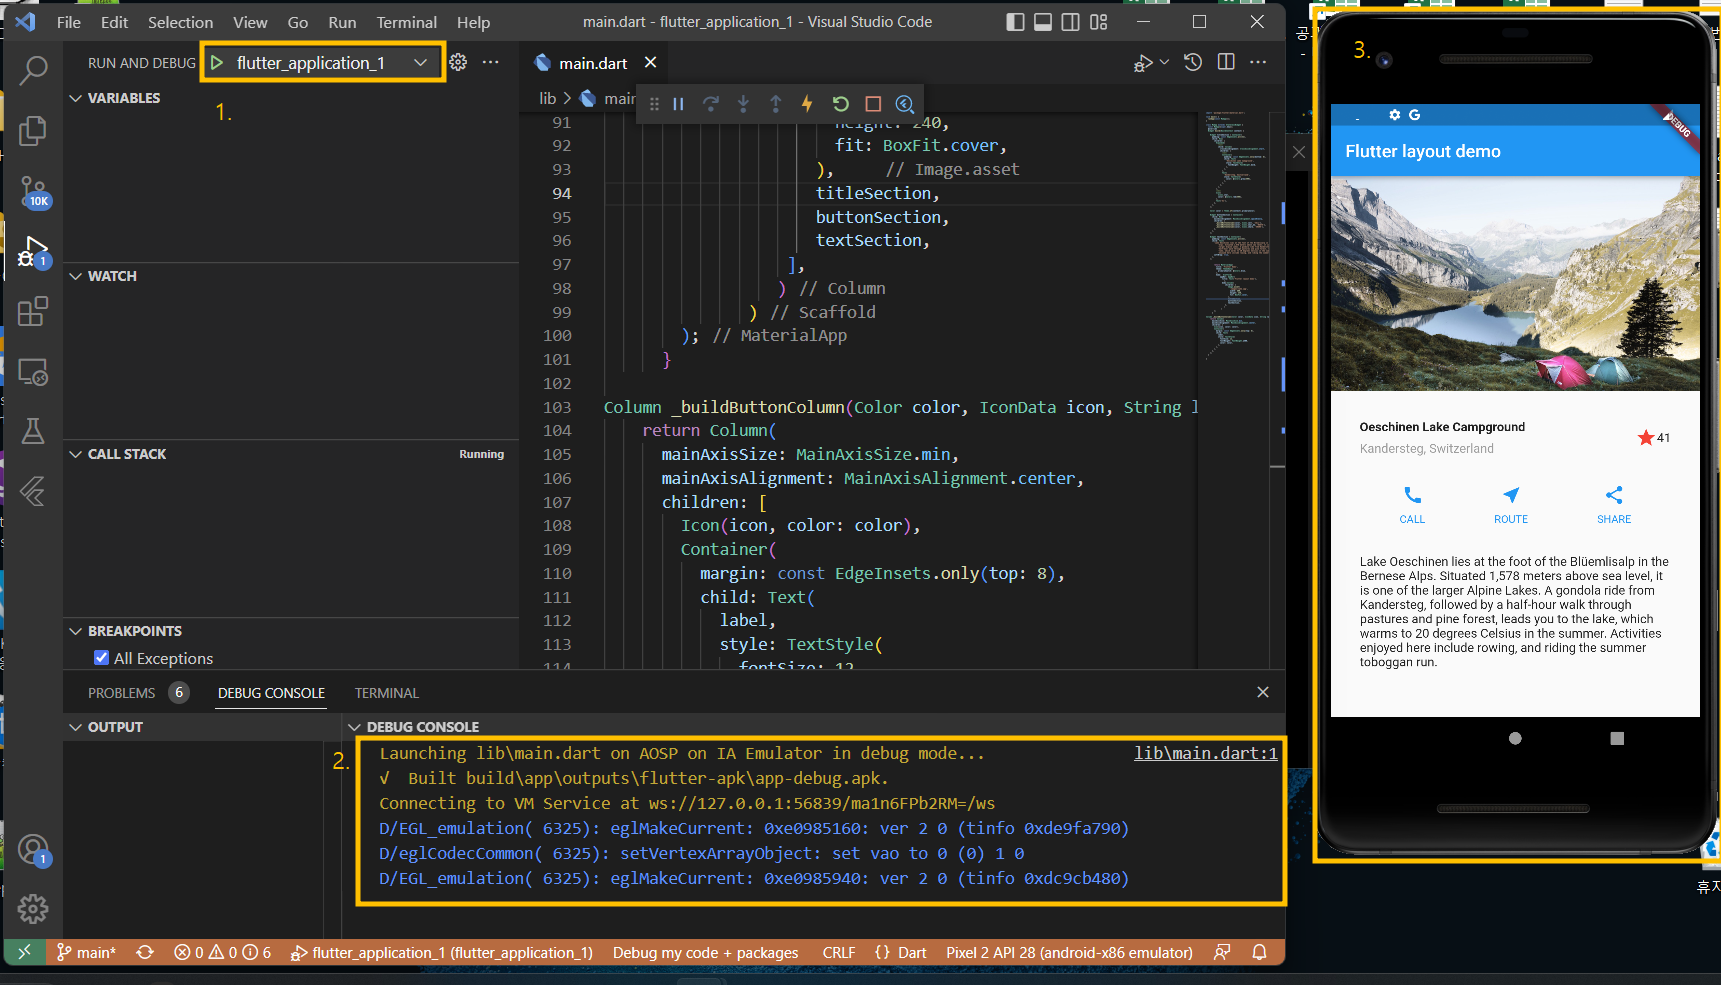 File Edit Selection View Go Run Terminal Help
main.dart - flutter_application_1 - Visual Studio Code
RUN AND DEBUG
flutter_application_1
1.
VARIABLES
WATCH
CALL STACK
Running
BREAKPOINTS
All Exceptions
10K
1
1
main.dart
lib
91 height: 240,
92 fit: BoxFit.cover,
93 ), // Image.asset
94 titleSection,
95 buttonSection,
96 textSection,
97 ],
98 ) // Column
99 ) // Scaffold
100 ); // MaterialApp
101 }
102
103 Column _buildButtonColumn(Color color, IconData icon, String l
104 return Column(
105 mainAxisSize: MainAxisSize.min,
106 mainAxisAlignment: MainAxisAlignment.center,
107 children: [
108 Icon(icon, color: color),
109 Container(
110 margin: const EdgeInsets.only(top: 8),
111 child: Text(
112 label,
113 style: TextStyle(
114 fontSize: 12
PROBLEMS 6 DEBUG CONSOLE TERMINAL
OUTPUT
DEBUG CONSOLE
2.
Launching lib\main.dart on AOSP on IA Emulator in debug mode... lib\main.dart:1
√ Built build\app\outputs\flutter-apk\app-debug.apk.
Connecting to VM Service at ws://127.0.0.1:56839/ma1n6FPb2RM=/ws
D/EGL_emulation( 6325): eglMakeCurrent: 0xe0985160: ver 2 0 (tinfo 0xde9fa790)
D/eglCodecCommon( 6325): setVertexArrayObject: set vao to 0 (0) 1 0
D/EGL_emulation( 6325): eglMakeCurrent: 0xe0985940: ver 2 0 (tinfo 0xdc9cb480)
main* 0 0 6 flutter_application_1 (flutter_application_1) Debug my code + packages CRLF {} Dart Pixel 2 API 28 (android-x86 emulator)
3.
G
DEBUG
Flutter layout demo
Oeschinen Lake Campground
Kandersteg, Switzerland
41
CALL ROUTE SHARE
Lake Oeschinen lies at the foot of the Blüemlisalp in the
Bernese Alps. Situated 1,578 meters above sea level, it
is one of the larger Alpine Lakes. A gondola ride from
Kandersteg, followed by a half-hour walk through
pastures and pine forest, leads you to the lake, which
warms to 20 degrees Celsius in the summer. Activities
enjoyed here include rowing, and riding the summer
toboggan run.